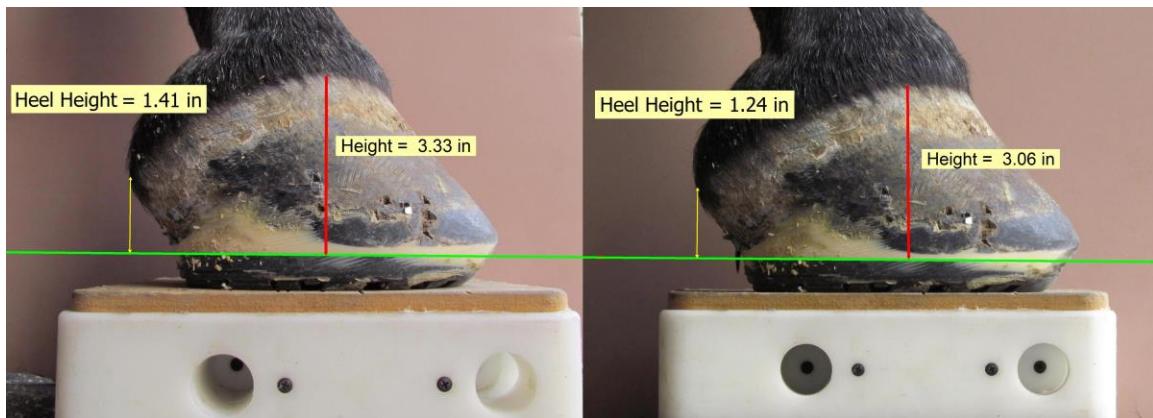 Heel Height = 1.41 in
Height = 3.33 in
Heel Height = 1.24 in
Height = 3.06 in